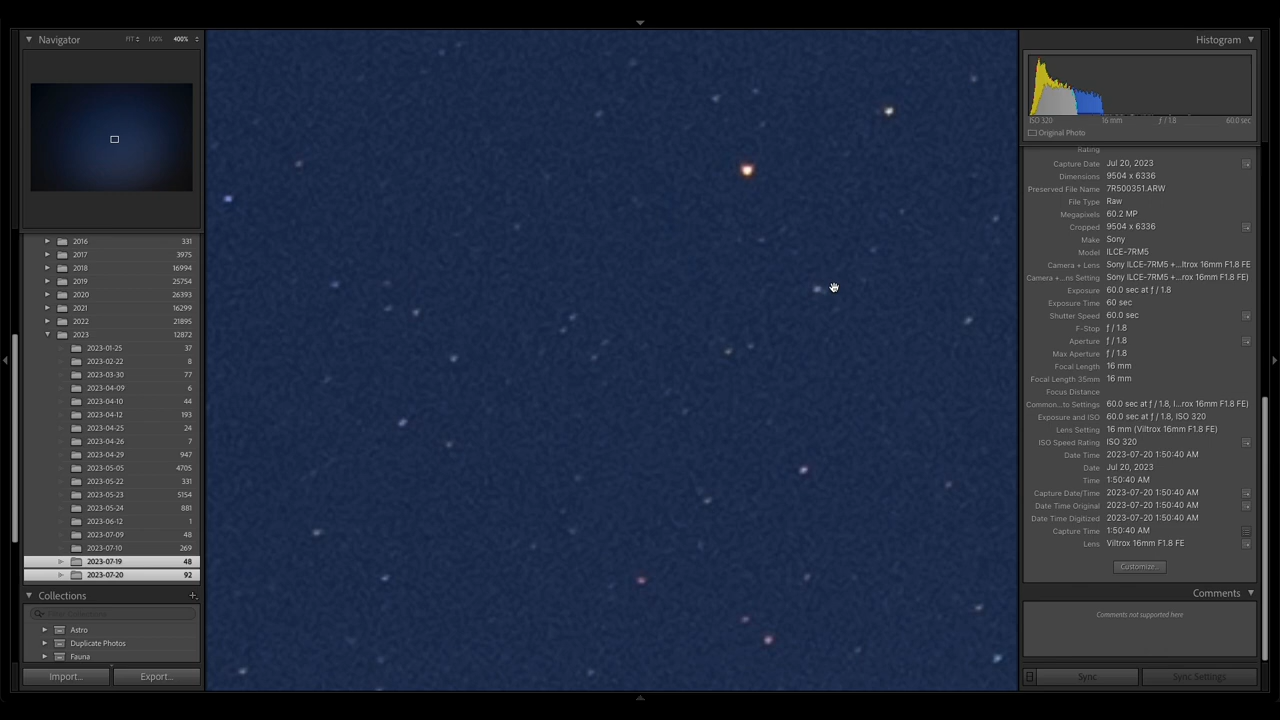 Navigator
FIT 100% 400%
2016 331
2017 3975
2018 16994
2019 25754
2020 26393
2021 16299
2022 21895
2023 12872
2023-01-25 37
2023-02-22 8
2023-03-30 77
2023-04-09 6
2023-04-10 44
2023-04-12 193
2023-04-25 24
2023-04-26 7
2023-04-29 947
2023-05-05 4705
2023-05-22 331
2023-05-23 5154
2023-05-24 881
2023-06-12 1
2023-07-09 48
2023-07-10 269
2023-07-19 48
2023-07-20 92
Collections +
Astro
Duplicate Photos
Fauna
Import... Export...
Histogram
ISO 320 16 mm ƒ / 1.8 60.0 sec
Original Photo
Rating
Capture Date Jul 20, 2023
Dimensions 9504 x 6336
Preserved File Name 7R500351.ARW
File Type Raw
Megapixels 60.2 MP
Cropped 9504 x 6336
Make Sony
Model ILCE-7RM5
Camera + Lens Sony ILCE-7RM5 +...ltrox 16mm F1.8 FE
Camera +...ns Setting Sony ILCE-7RM5 +...rox 16mm F1.8 FE)
Exposure 60.0 sec at ƒ / 1.8
Exposure Time 60 sec
Shutter Speed 60.0 sec
F-Stop ƒ / 1.8
Aperture ƒ / 1.8
Max Aperture ƒ / 1.8
Focal Length 16 mm
Focal Length 35mm 16 mm
Focus Distance
Common...to Settings 60.0 sec at ƒ / 1.8, I...rox 16mm F1.8 FE)
Exposure and ISO 60.0 sec at ƒ / 1.8, ISO 320
Lens Setting 16 mm (Viltrox 16mm F1.8 FE)
ISO Speed Rating ISO 320
Date Time 2023-07-20 1:50:40 AM
Date Jul 20, 2023
Time 1:50:40 AM
Capture Date/Time 2023-07-20 1:50:40 AM
Date Time Original 2023-07-20 1:50:40 AM
Date Time Digitized 2023-07-20 1:50:40 AM
Capture Time 1:50:40 AM
Lens Viltrox 16mm F1.8 FE
Customize...
Comments
Comments not supported here
Sync Sync Settings